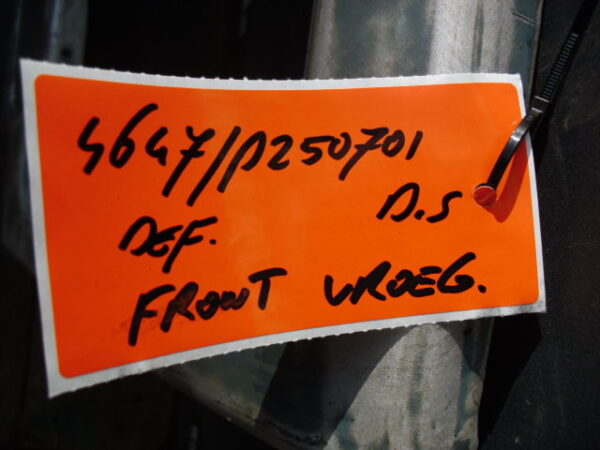 4647/P250701
DEF. D.S
FRONT VROEG.